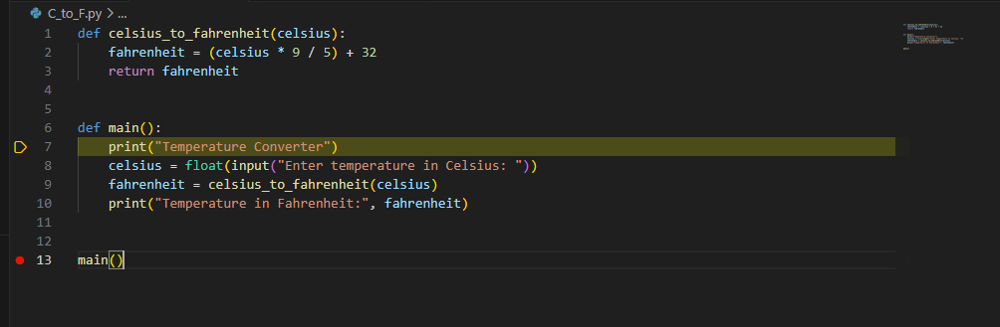 C_to_F.py > ...
1 def celsius_to_fahrenheit(celsius):
2     fahrenheit = (celsius * 9 / 5) + 32
3     return fahrenheit
4
5
6 def main():
7     print("Temperature Converter")
8     celsius = float(input("Enter temperature in Celsius: "))
9     fahrenheit = celsius_to_fahrenheit(celsius)
10     print("Temperature in Fahrenheit:", fahrenheit)
11
12
13 main()